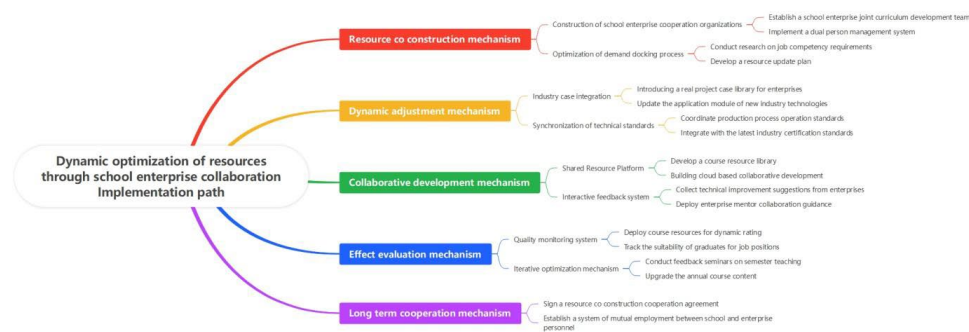 Dynamic optimization of resources
through school enterprise collaboration
Implementation path
Resource co construction mechanism
Construction of school enterprise cooperation organizations
Establish a school enterprise joint curriculum development team
Implement a dual person management system
Optimization of demand docking process
Conduct research on job competency requirements
Develop a resource update plan
Dynamic adjustment mechanism
Industry case integration
Introducing a real project case library for enterprises
Update the application module of new industry technologies
Synchronization of technical standards
Coordinate production process operation standards
Integrate with the latest industry certification standards
Collaborative development mechanism
Shared Resource Platform
Develop a course resource library
Building cloud based collaborative development
Interactive feedback system
Collect technical improvement suggestions from enterprises
Deploy enterprise mentor collaboration guidance
Effect evaluation mechanism
Quality monitoring system
Deploy course resources for dynamic rating
Track the suitability of graduates for job positions
Iterative optimization mechanism
Conduct feedback seminars on semester teaching
Upgrade the annual course content
Long term cooperation mechanism
Sign a resource co construction cooperation agreement
Establish a system of mutual employment between school and enterprise
personnel